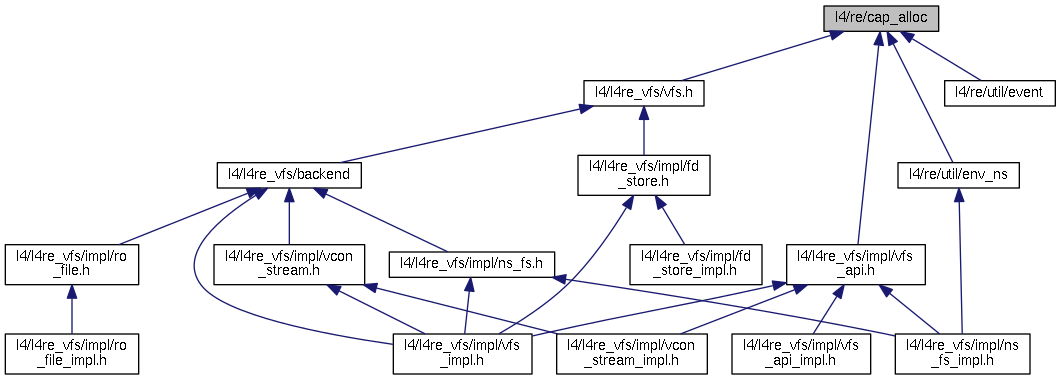 l4/re/cap_alloc
l4/l4re_vfs/vfs.h
l4/re/util/event
l4/l4re_vfs/backend
l4/l4re_vfs/impl/fd
_store.h
l4/re/util/env_ns
l4/l4re_vfs/impl/ro
_file.h
l4/l4re_vfs/impl/vcon
_stream.h
l4/l4re_vfs/impl/ns_fs.h
l4/l4re_vfs/impl/fd
_store_impl.h
l4/l4re_vfs/impl/vfs
_api.h
l4/l4re_vfs/impl/ro
_file_impl.h
l4/l4re_vfs/impl/vfs
_impl.h
l4/l4re_vfs/impl/vcon
_stream_impl.h
l4/l4re_vfs/impl/vfs
_api_impl.h
l4/l4re_vfs/impl/ns
_fs_impl.h